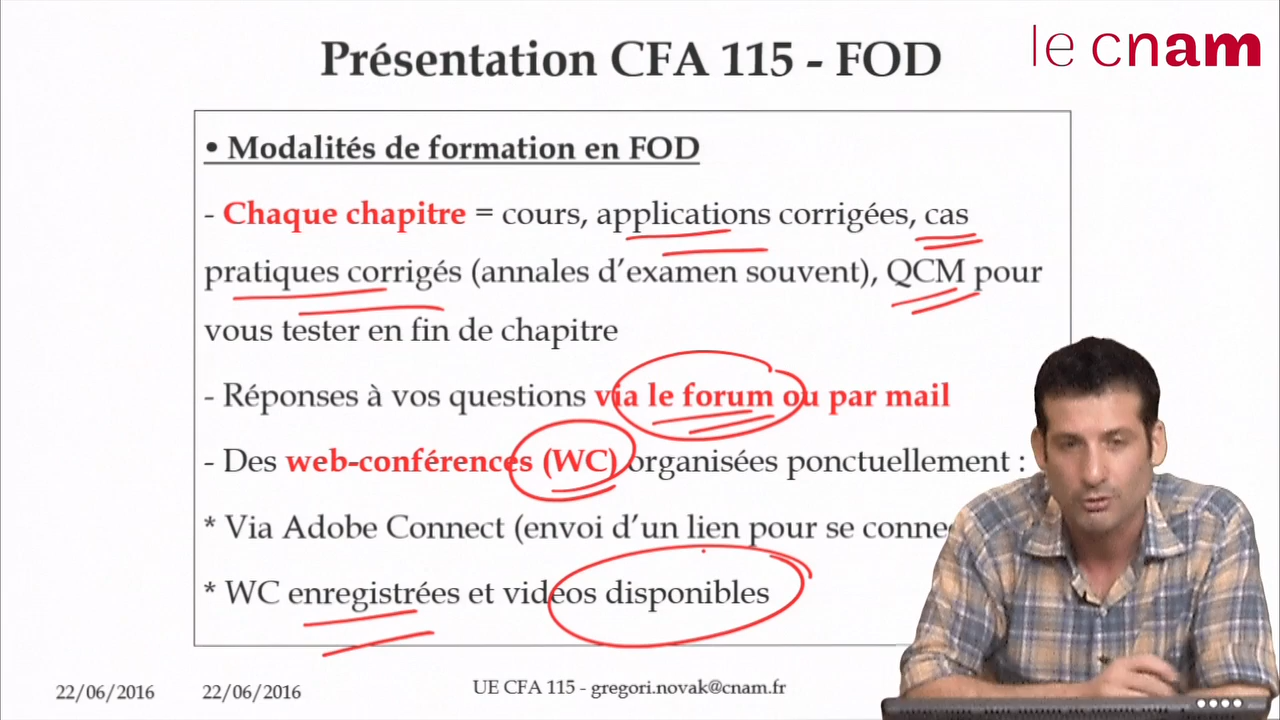 Présentation CFA 115 - FOD
le cnam
• Modalités de formation en FOD
- Chaque chapitre = cours, applications corrigées, cas
pratiques corrigés (annales d’examen souvent), QCM pour
vous tester en fin de chapitre
- Réponses à vos questions via le forum ou par mail
- Des web-conférences (WC) organisées ponctuellement :
* Via Adobe Connect (envoi d’un lien pour se conne
* WC enregistrées et vidéos disponibles
22/06/2016 22/06/2016 UE CFA 115 - gregori.novak@cnam.fr